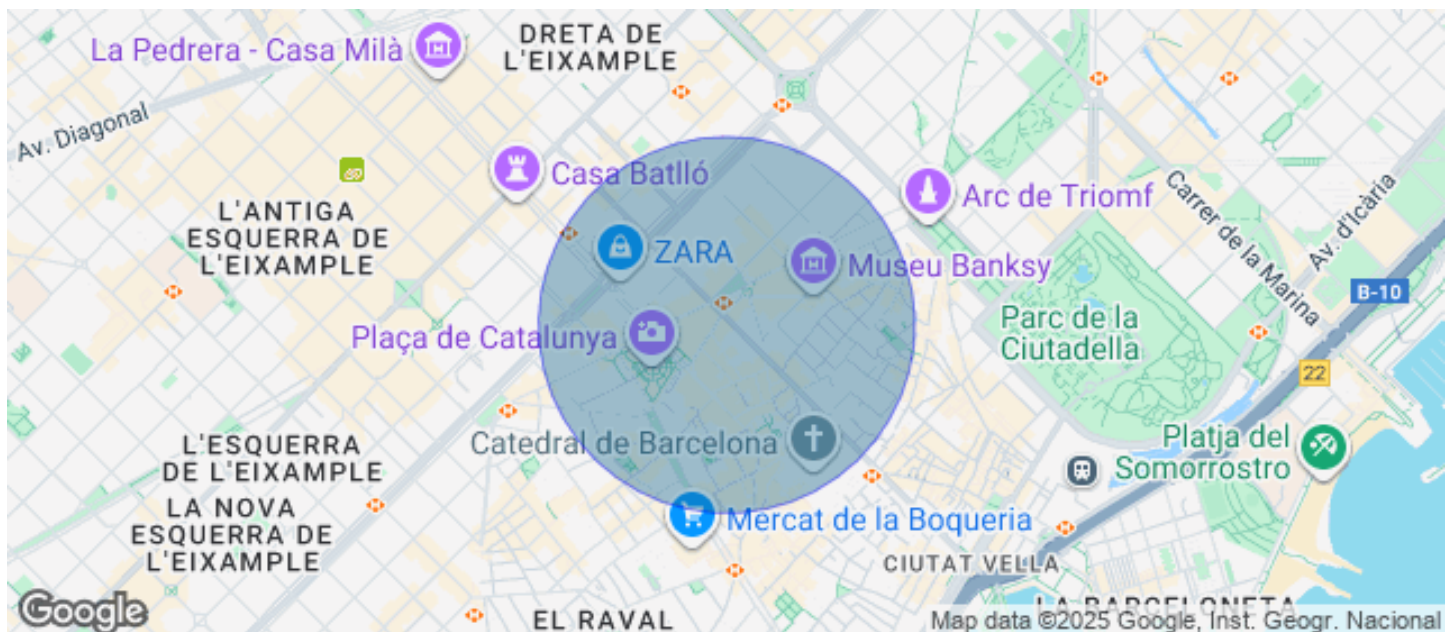 DRETA DE
L'EIXAMPLE
La Pedrera - Casa Milà
Av. Diagonal
Casa Batlló
Arc de Triomf
Carrer de la Marina
Av. d'Icària
L'ANTIGA
ESQUERRA DE
L'EIXAMPLE
ZARA
Museu Banksy
B-10
Plaça de Catalunya
Parc de la
Ciutadella
22
L'ESQUERRA
DE L'EIXAMPLE
Catedral de Barcelona
Platja del
Somorrostro
LA NOVA
ESQUERRA DE
L'EIXAMPLE
Mercat de la Boqueria
CIUTAT VELLA
LA BARCELONETA
EL RAVAL
Google
Map data ©2025 Google, Inst. Geogr. Nacional